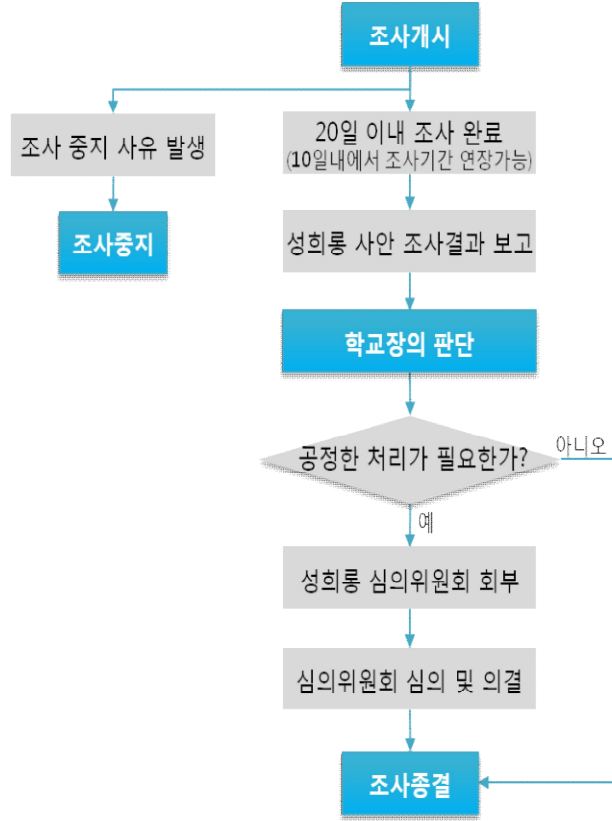 조사개시
조사 중지 사유 발생
20일 이내 조사 완료
(10일내에서 조사기간 연장가능)
조사중지
성희롱 사안 조사결과 보고
학교장의 판단
공정한 처리가 필요한가?
아니오
예
성희롱 심의위원회 회부
심의위원회 심의 및 의결
조사종결